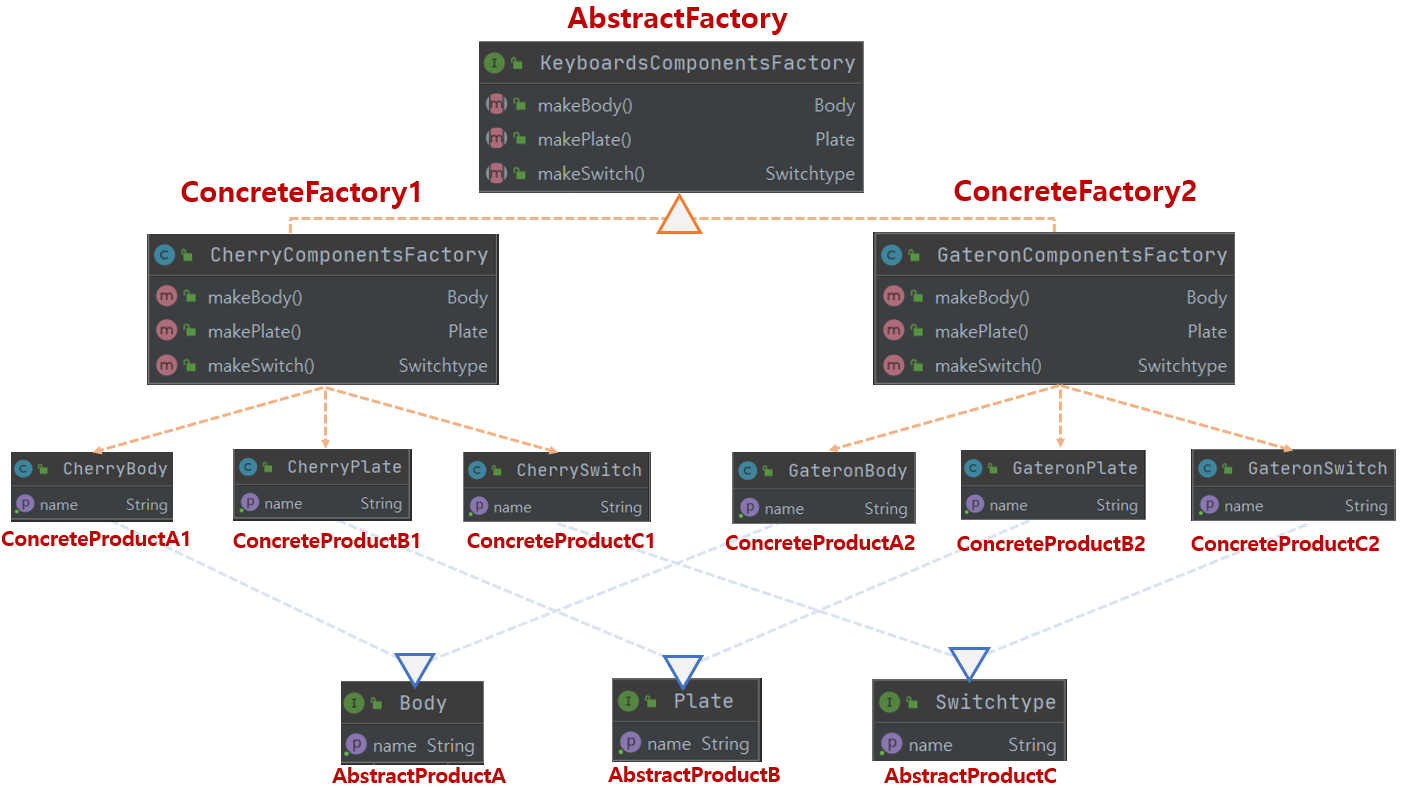 AbstractFactory
I KeyboardsComponentsFactory
m makeBody() Body
m makePlate() Plate
m makeSwitch() Switchtype
ConcreteFactory1
ConcreteFactory2
C CherryComponentsFactory
m makeBody() Body
m makePlate() Plate
m makeSwitch() Switchtype
C GateronComponentsFactory
m makeBody() Body
m makePlate() Plate
m makeSwitch() Switchtype
C CherryBody
p name String
ConcreteProductA1
C CherryPlate
p name String
ConcreteProductB1
C CherrySwitch
p name String
ConcreteProductC1
C GateronBody
p name String
ConcreteProductA2
C GateronPlate
p name String
ConcreteProductB2
C GateronSwitch
p name String
ConcreteProductC2
I Body
p name String
AbstractProductA
I Plate
p name String
AbstractProductB
I Switchtype
p name String
AbstractProductC